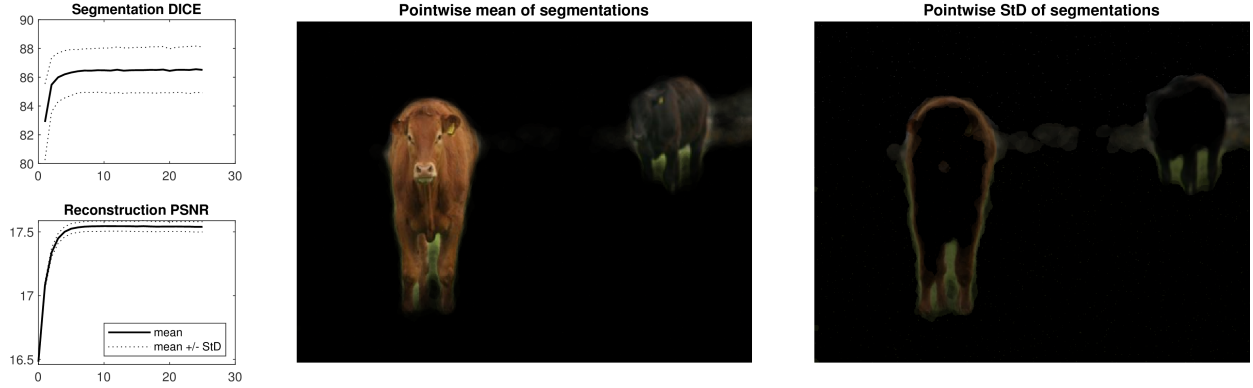 Segmentation DICE
90
88
86
84
82
80
0 10 20 30
Reconstruction PSNR
17.5
17
16.5
mean
mean +/- StD
0 10 20 30
Pointwise mean of segmentations
Pointwise StD of segmentations